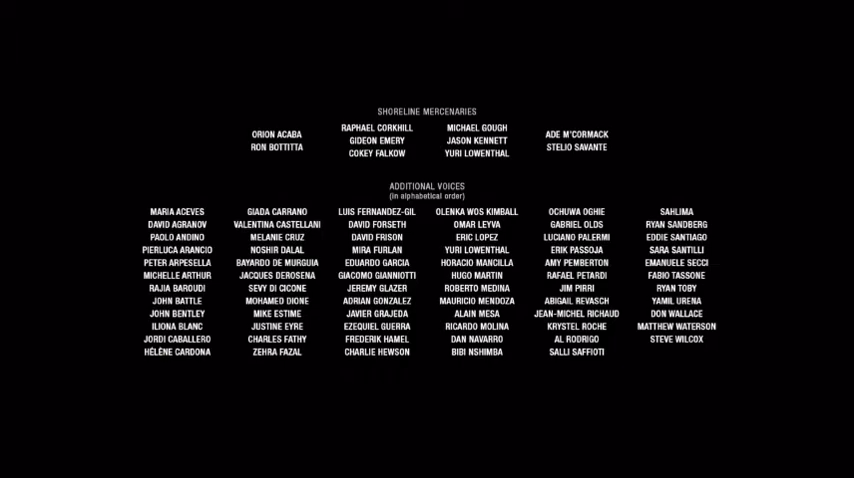 SHORELINE MERCENARIES
ORION ACABA
RON BOTTITTA
RAPHAEL CORKHILL
GIDEON EMERY
COKEY FALKOW
MICHAEL GOUGH
JASON KENNETT
YURI LOWENTHAL
ADE M'CORMACK
STELIO SAVANTE
ADDITIONAL VOICES
(in alphabetical order)
MARIA ACEVES
DAVID AGRANOV
PAOLO ANDINO
PIERLUCA ARANCIO
PETER ARPESELLA
MICHELLE ARTHUR
RAJIA BAROUDI
JOHN BATTLE
JOHN BENTLEY
ILIONA BLANC
JORDI CABALLERO
HÉLÈNE CARDONA
GIADA CARRANO
VALENTINA CASTELLANI
MELANIE CRUZ
NOSHIR DALAL
BAYARDO DE MURGUIA
JACQUES DEROSENA
SEVY DI CICONE
MOHAMED DIONE
MIKE ESTIME
JUSTINE EYRE
CHARLES FATHY
ZEHRA FAZAL
LUIS FERNANDEZ-GIL
DAVID FORSETH
DAVID FRISON
MIRA FURLAN
EDUARDO GARCIA
GIACOMO GIANNIOTTI
JEREMY GLAZER
ADRIAN GONZALEZ
JAVIER GRAJEDA
EZEQUIEL GUERRA
FREDERIK HAMEL
CHARLIE HEWSON
OLENKA WOS KIMBALL
OMAR LEYVA
ERIC LOPEZ
YURI LOWENTHAL
HORACIO MANCILLA
HUGO MARTIN
ROBERTO MEDINA
MAURICIO MENDOZA
ALAIN MESA
RICARDO MOLINA
DAN NAVARRO
BIBI NSHIMBA
OCHUWA OGHIE
GABRIEL OLDS
LUCIANO PALERMI
ERIK PASSOJA
AMY PEMBERTON
RAFAEL PETARDI
JIM PIRRI
ABIGAIL REVASCH
JEAN-MICHEL RICHAUD
KRYSTEL ROCHE
AL RODRIGO
SALLI SAFFIOTI
SAHLIMA
RYAN SANDBERG
EDDIE SANTIAGO
SARA SANTILLI
EMANUELE SECCI
FABIO TASSONE
RYAN TOBY
YAMIL URENA
DON WALLACE
MATTHEW WATERSON
STEVE WILCOX